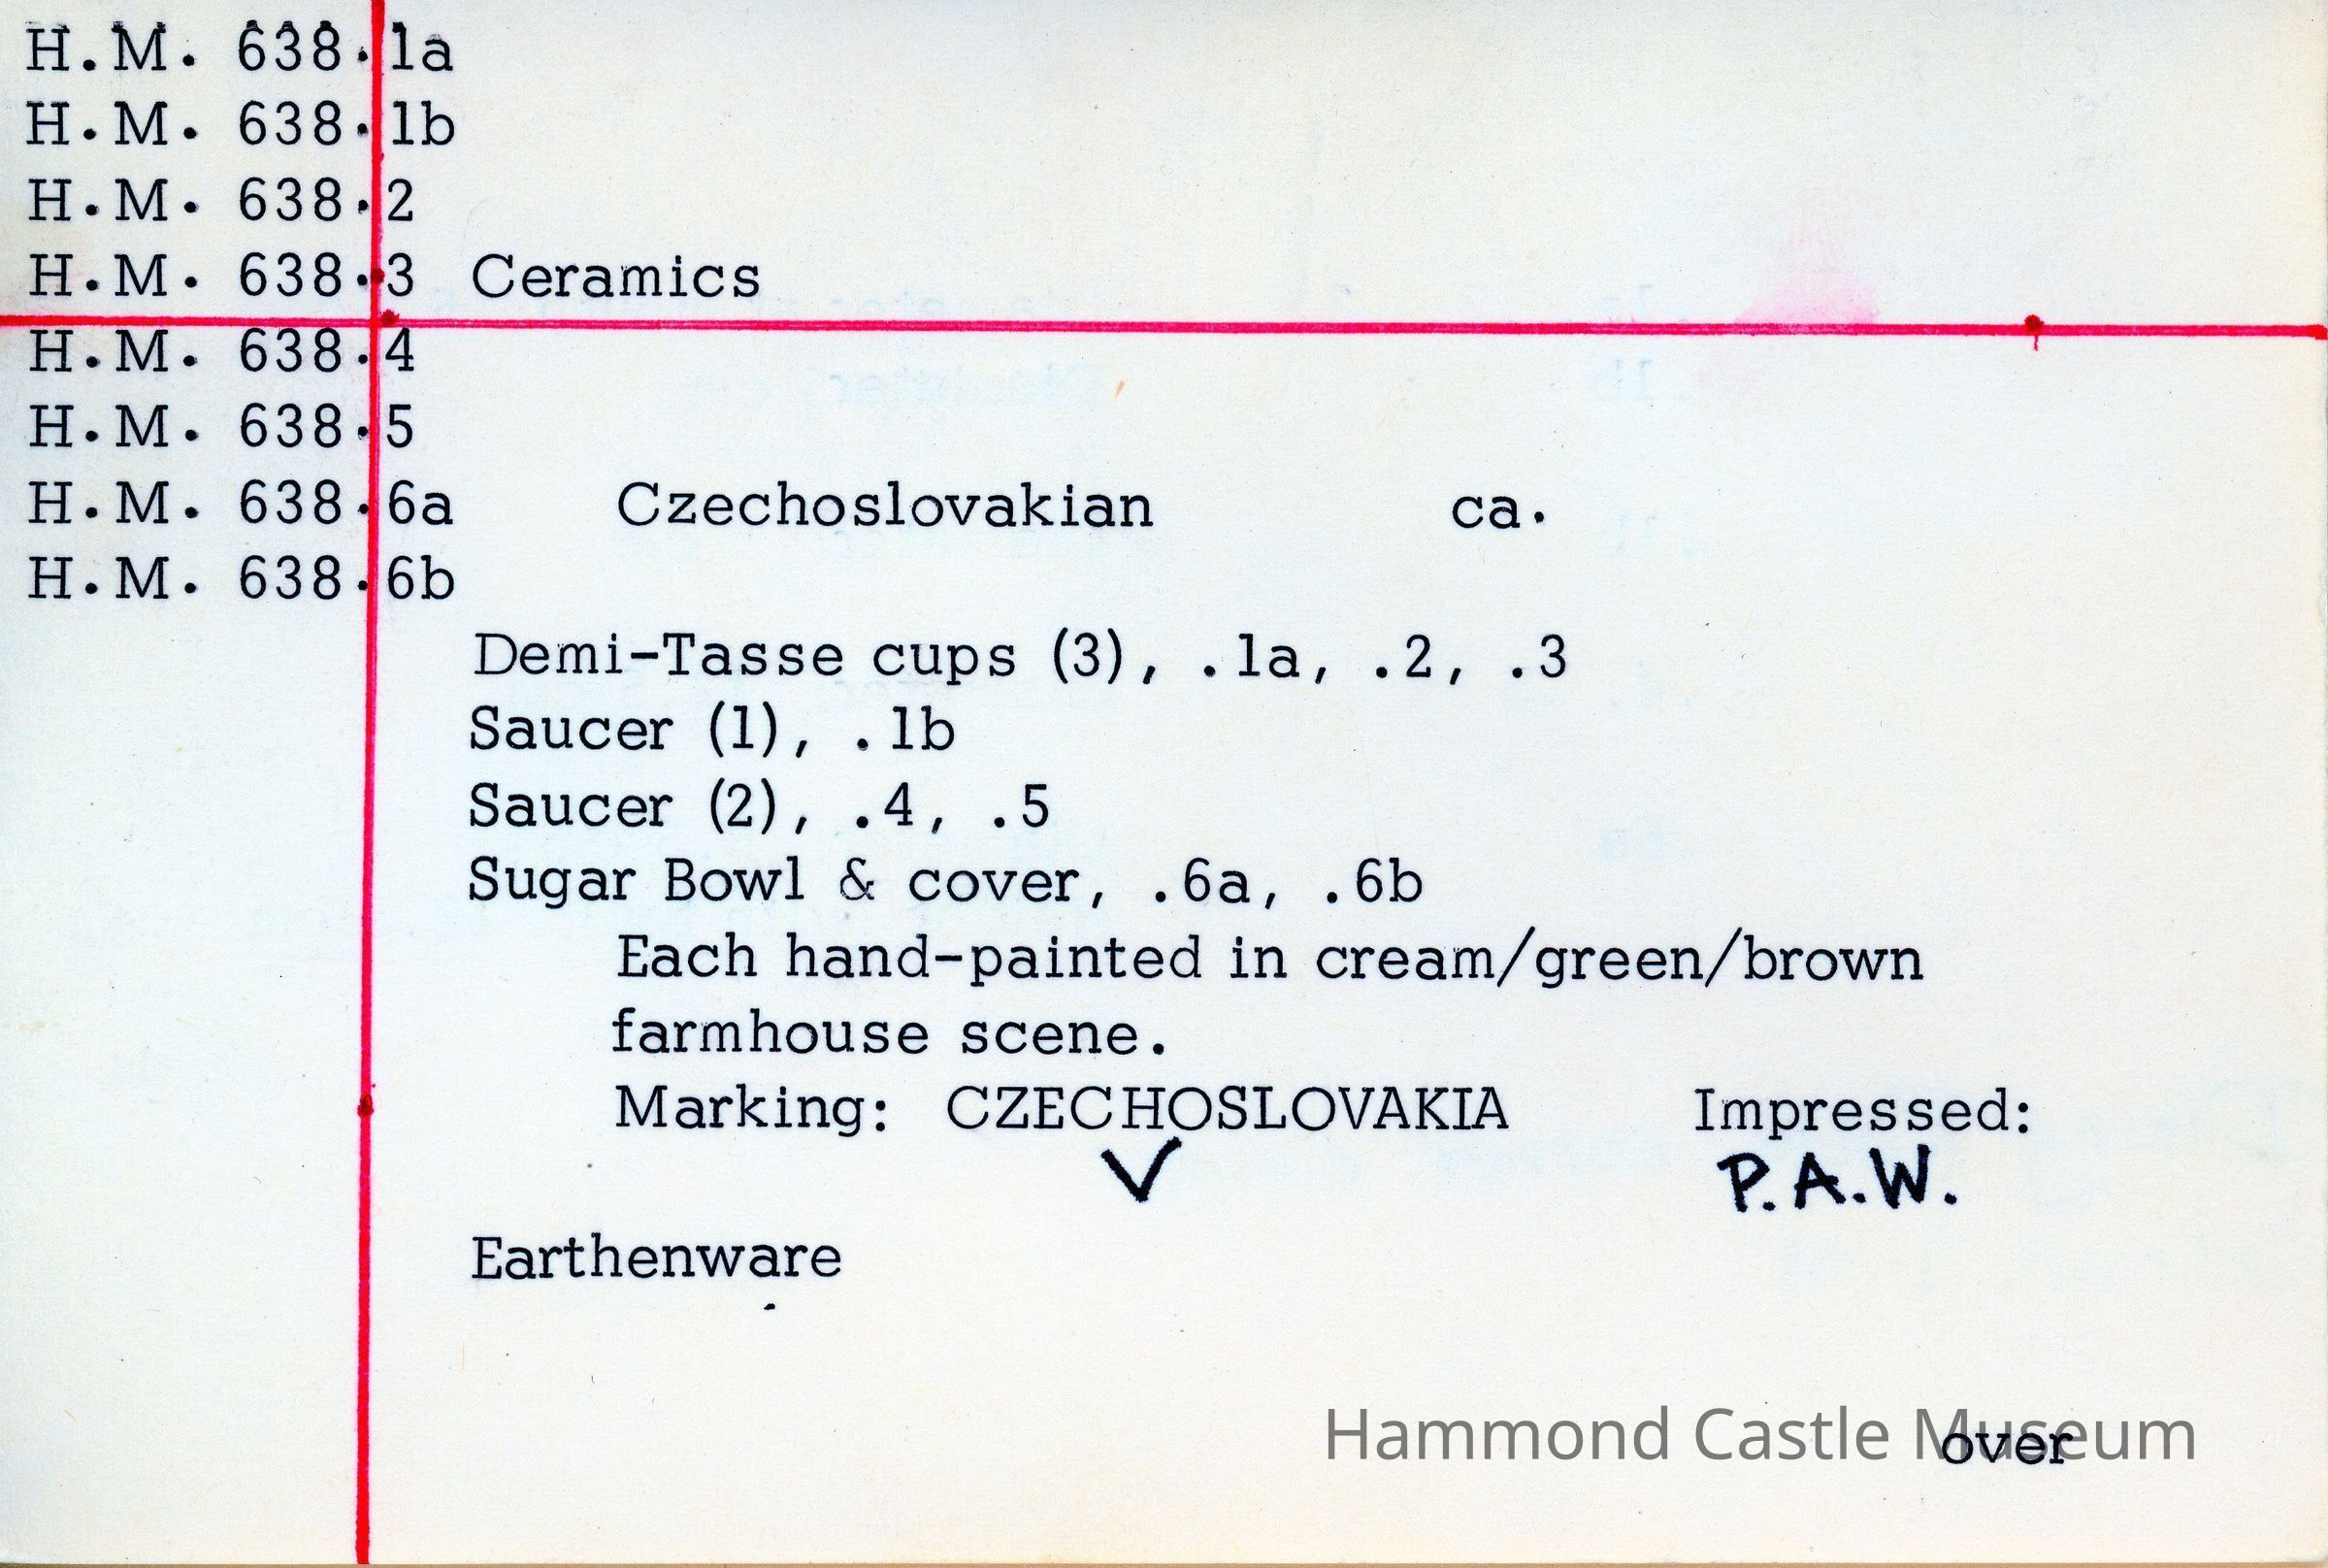 H.M. 638.1a
H.M. 638.1b
H.M. 638.2
H.M. 638.3 Ceramics
H.M. 638.4
H.M. 638.5
H.M. 638.6a Czechoslovakian ca.
H.M. 638.6b
Demi-Tasse cups (3), .1a, .2, .3
Saucer (1), .1b
Saucer (2), .4, .5
Sugar Bowl & cover, .6a, .6b
Each hand-painted in cream/green/brown
farmhouse scene.
Marking: CZECHOSLOVAKIA Impressed:
V P.A.W.
Earthenware
Hammond Castle Museum
over